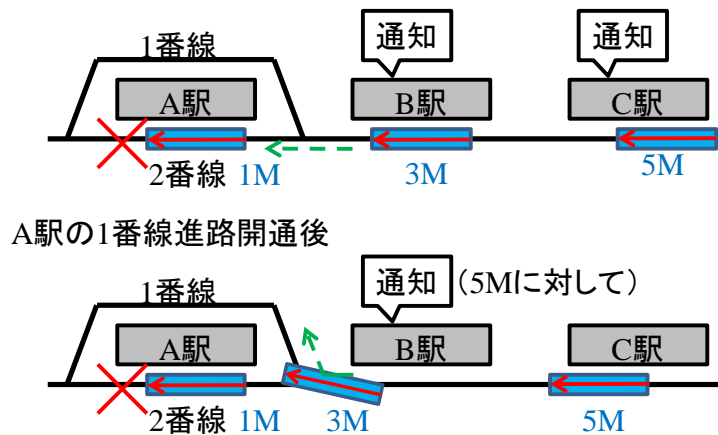 通知 通知
1番線
A駅 B駅 C駅
2番線 1M 3M 5M
A駅の1番線進路開通後
1番線 通知 (5Mに対して)
A駅 B駅 C駅
2番線 1M 3M 5M